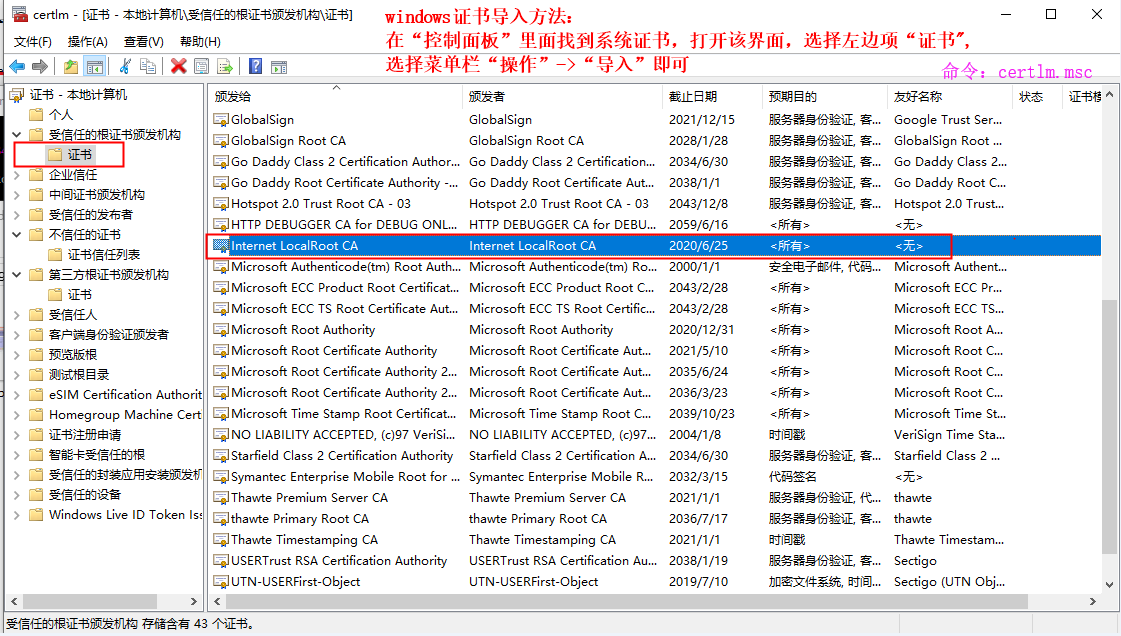 certlm - [证书 - 本地计算机\受信任的根证书颁发机构\证书]
windows证书导入方法：
在“控制面板”里面找到系统证书，打开该界面，选择左边项“证书",
选择菜单栏“操作”->“导入”即可
命令：certlm.msc
文件(F) 操作(A) 查看(V) 帮助(H)
证书 - 本地计算机
个人
受信任的根证书颁发机构
证书
企业信任
中间证书颁发机构
受信任的发布者
不信任的证书
证书信任列表
第三方根证书颁发机构
证书
受信任人
客户端身份验证颁发者
预览版根
测试根目录
eSIM Certification Authorit
Homegroup Machine Cert
证书注册申请
智能卡受信任的根
受信任的封装应用安装颁发机
受信任的设备
Windows Live ID Token Iss
颁发给 颁发者 截止日期 预期目的 友好名称 状态 证书模
GlobalSign GlobalSign 2021/12/15 服务器身份验证, 客... Google Trust Ser...
GlobalSign Root CA GlobalSign Root CA 2028/1/28 服务器身份验证, 客... GlobalSign Root ...
Go Daddy Class 2 Certification Author... Go Daddy Class 2 Certification... 2034/6/30 服务器身份验证, 客... Go Daddy Class 2...
Go Daddy Root Certificate Authority -... Go Daddy Root Certificate Aut... 2038/1/1 服务器身份验证, 客... Go Daddy Root C...
Hotspot 2.0 Trust Root CA - 03 Hotspot 2.0 Trust Root CA - 03 2043/12/8 服务器身份验证, 客... Hotspot 2.0 Trust...
HTTP DEBUGGER CA for DEBUG ONL... HTTP DEBUGGER CA for DEBU... 2059/6/16 <所有> <无>
Internet LocalRoot CA Internet LocalRoot CA 2020/6/25 <所有> <无>
Microsoft Authenticode(tm) Root Auth... Microsoft Authenticode(tm) Ro... 2000/1/1 安全电子邮件, 代码... Microsoft Authent...
Microsoft ECC Product Root Certificat... Microsoft ECC Product Root C... 2043/2/28 <所有> Microsoft ECC Pr...
Microsoft ECC TS Root Certificate Aut... Microsoft ECC TS Root Certific... 2043/2/28 <所有> Microsoft ECC TS...
Microsoft Root Authority Microsoft Root Authority 2020/12/31 <所有> Microsoft Root A...
Microsoft Root Certificate Authority Microsoft Root Certificate Aut... 2021/5/10 <所有> Microsoft Root C...
Microsoft Root Certificate Authority 2... Microsoft Root Certificate Aut... 2035/6/24 <所有> Microsoft Root C...
Microsoft Root Certificate Authority 2... Microsoft Root Certificate Aut... 2036/3/23 <所有> Microsoft Root C...
Microsoft Time Stamp Root Certificat... Microsoft Time Stamp Root C... 2039/10/23 <所有> Microsoft Time St...
NO LIABILITY ACCEPTED, (c)97 VeriSi... NO LIABILITY ACCEPTED, (c)97... 2004/1/8 时间戳 VeriSign Time Sta...
Starfield Class 2 Certification Authority Starfield Class 2 Certification A... 2034/6/30 服务器身份验证, 客... Starfield Class 2 ...
Symantec Enterprise Mobile Root for ... Symantec Enterprise Mobile R... 2032/3/15 代码签名 <无>
Thawte Premium Server CA Thawte Premium Server CA 2021/1/1 服务器身份验证, 代... thawte
thawte Primary Root CA thawte Primary Root CA 2036/7/17 服务器身份验证, 客... thawte
Thawte Timestamping CA Thawte Timestamping CA 2021/1/1 时间戳 Thawte Timestam...
USERTrust RSA Certification Authority USERTrust RSA Certification Au... 2038/1/19 服务器身份验证, 客... Sectigo
UTN-USERFirst-Object UTN-USERFirst-Object 2019/7/10 加密文件系统, 时间... Sectigo (UTN Obj...
受信任的根证书颁发机构 存储含有 43 个证书。